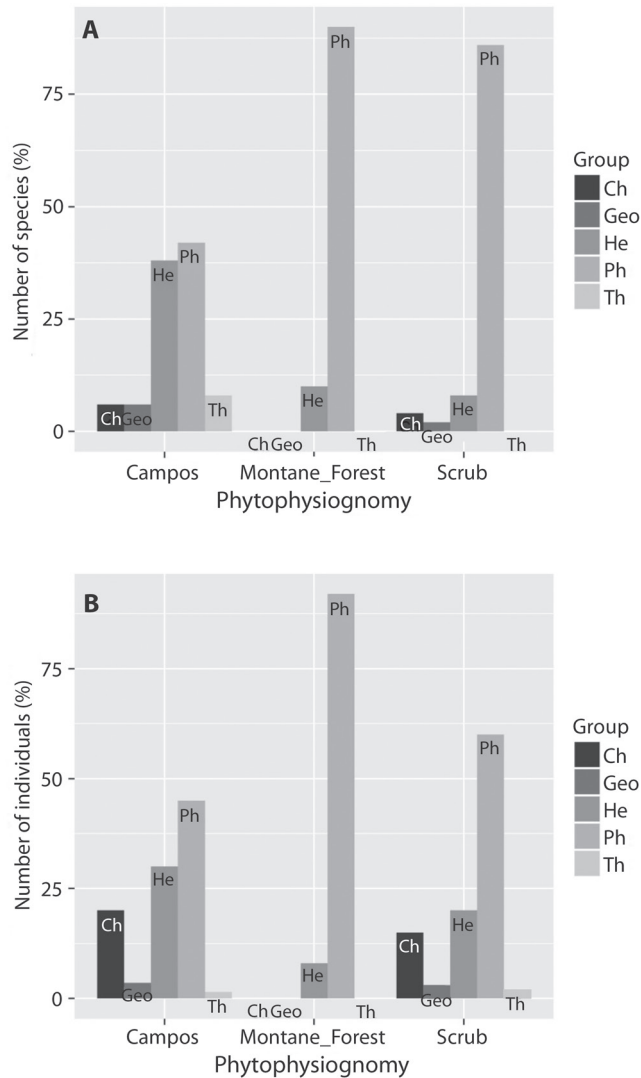 A
Number of species (%)
75
50
25
0
Ch Geo He Ph Th
Ch Geo He Ph Th
Ch Geo He Ph Th
Campos Montane_Forest Scrub
Phytophysiognomy
Group
Ch
Geo
He
Ph
Th
B
Number of individuals (%)
75
50
25
0
Ch Geo He Ph Th
Ch Geo He Ph Th
Ch Geo He Ph Th
Campos Montane_Forest Scrub
Phytophysiognomy
Group
Ch
Geo
He
Ph
Th